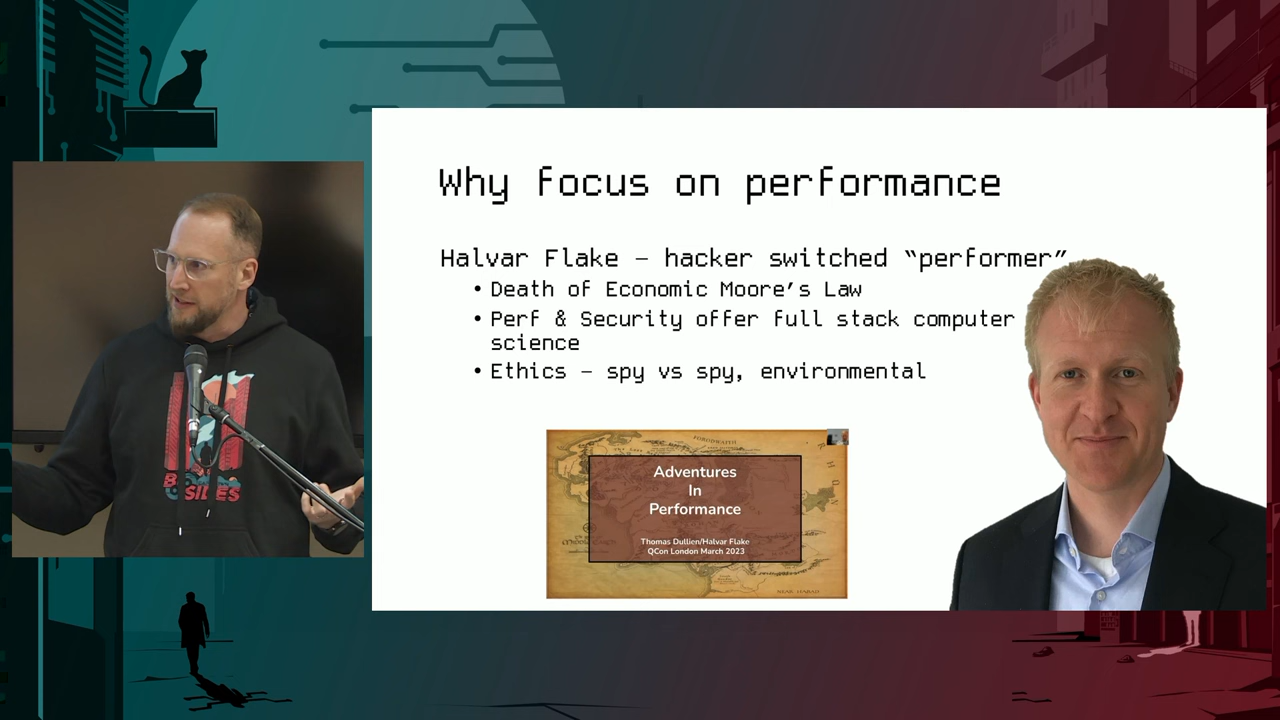 Why focus on performance
Halvar Flake – hacker switched “performer”
• Death of Economic Moore’s Law
• Perf & Security offer full stack computer
science
• Ethics – spy vs spy, environmental
Adventures
In
Performance
Thomas Dullien/Halvar Flake
QCon London March 2023
SIDES